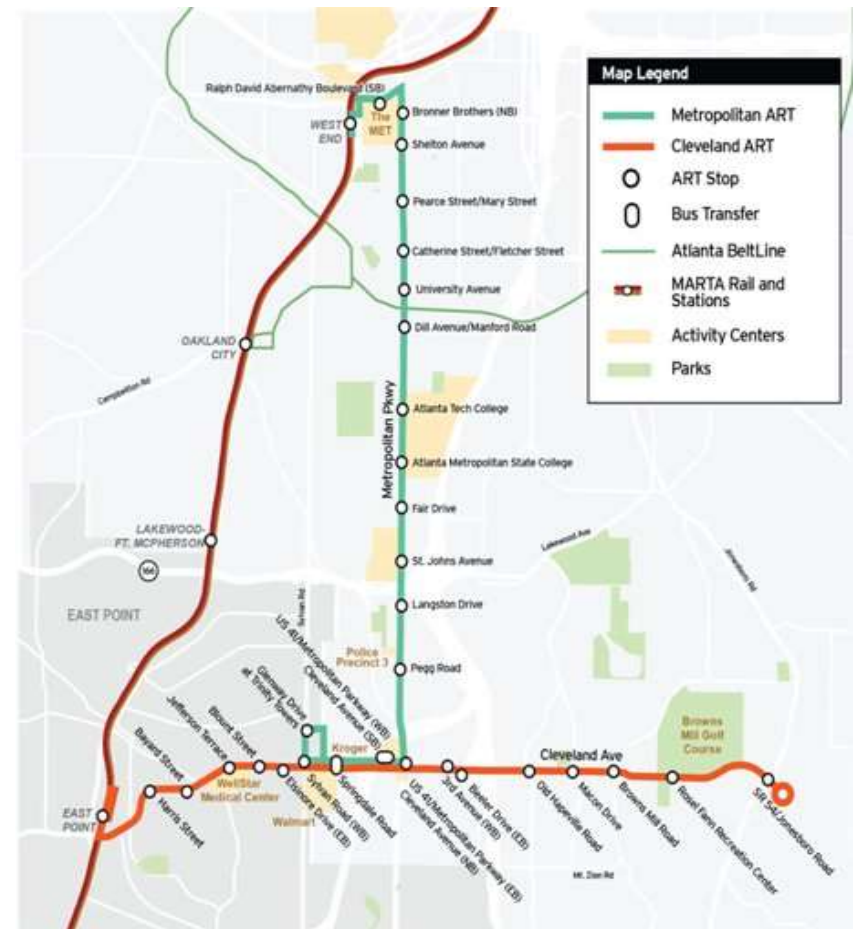 Map Legend
Metropolitan ART
Cleveland ART
ART Stop
Bus Transfer
Atlanta BeltLine
MARTA Rail and
Stations
Activity Centers
Parks
Ralph David Abernathy Boulevard (SB)
WEST
END
The
MET
Bronner Brothers (NB)
Shelton Avenue
Pearce Street/Mary Street
Catherine Street/Fletcher Street
University Avenue
Dill Avenue/Manford Road
OAKLAND
CITY
Campbellton Rd
Metropolitan Pkwy
Atlanta Tech College
Atlanta Metropolitan State College
Fair Drive
LAKEWOOD-
FT. MCPHERSON
166
St. Johns Avenue
Lakewood Ave
Jonesboro Rd
EAST POINT
Sylvan Rd
Langston Drive
Police
Precinct 3
Pegg Road
US 41/Metropolitan Parkway (WB)
Cleveland Avenue (SB)
Glenway Drive
at Trinity Towers
Blount Street
Jefferson Terrace
Bayard Street
Kroger
Cleveland Ave
Browns
Mill Golf
Course
WellStar
Medical Center
Walmart
EAST
POINT
Harris Street
Elsinore Drive (EB)
Sylvan Road (WB)
Springdale Road
US 41/Metropolitan Parkway (EB)
Cleveland Avenue (NB)
3rd Avenue (WB)
Beeler Drive (EB)
Old Hapeville Road
Macon Drive
Browns Mill Road
Rosel Fann Recreation Center
SR 54/Jonesboro Road
Mt. Zion Rd